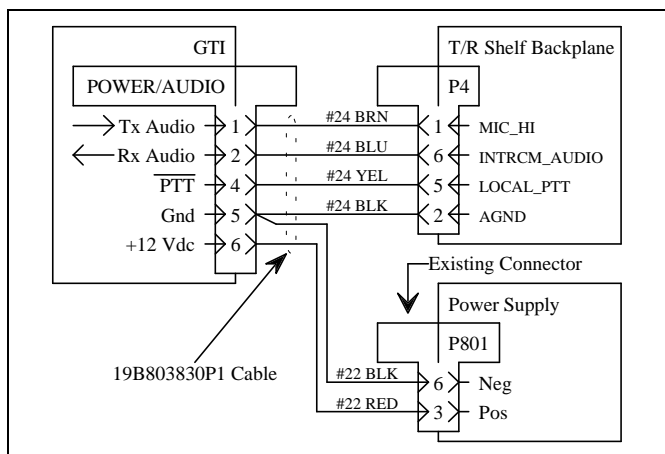 GTI
T/R Shelf Backplane
POWER/AUDIO
P4
Tx Audio 1 #24 BRN 1 MIC_HI
Rx Audio 2 #24 BLU 6 INTRCM_AUDIO
PTT 4 #24 YEL 5 LOCAL_PTT
Gnd 5 #24 BLK 2 AGND
+12 Vdc 6
Existing Connector
Power Supply
P801
19B803830P1 Cable
#22 BLK 6 Neg
#22 RED 3 Pos